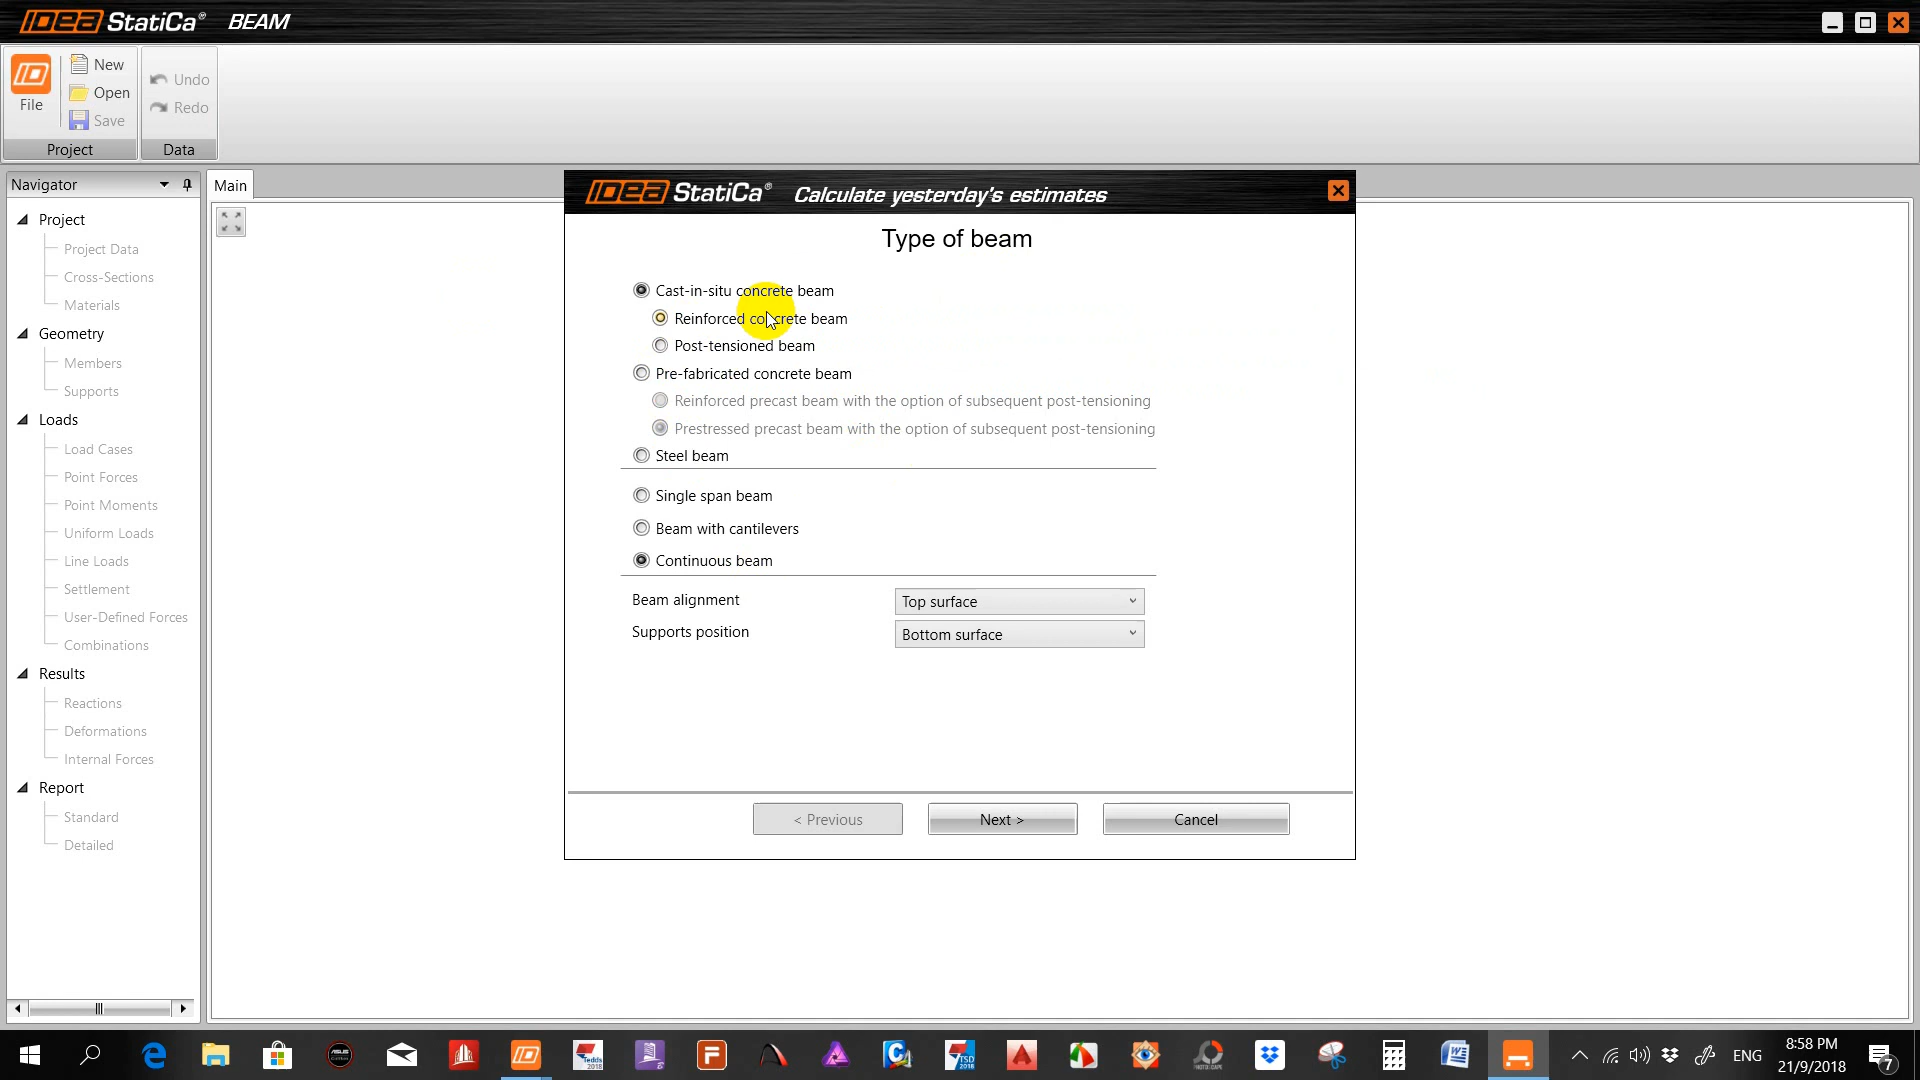 IDEA StatiCa® BEAM
File
New
Open
Save
Project
Undo
Redo
Data
Navigator
Project
Project Data
Cross-Sections
Materials
Geometry
Members
Supports
Loads
Load Cases
Point Forces
Point Moments
Uniform Loads
Line Loads
Settlement
User-Defined Forces
Combinations
Results
Reactions
Deformations
Internal Forces
Report
Standard
Detailed
Main
IDEA StatiCa® Calculate yesterday's estimates
Type of beam
Cast-in-situ concrete beam
Reinforced concrete beam
Post-tensioned beam
Pre-fabricated concrete beam
Reinforced precast beam with the option of subsequent post-tensioning
Prestressed precast beam with the option of subsequent post-tensioning
Steel beam
Single span beam
Beam with cantilevers
Continuous beam
Beam alignment Top surface
Supports position Bottom surface
< Previous Next > Cancel
ENG
8:58 PM
21/9/2018
7